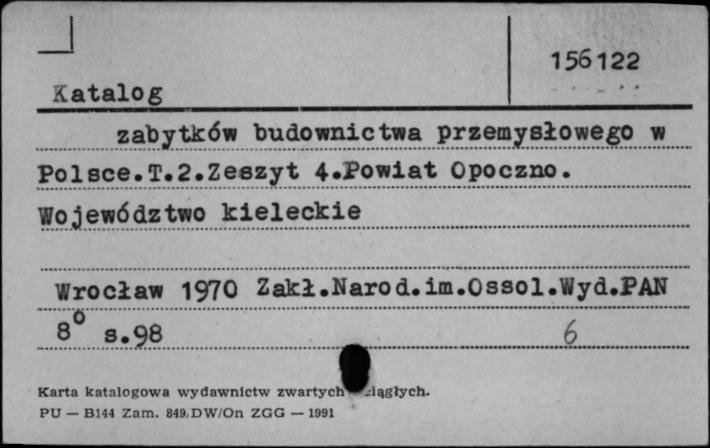 156122
Katalog
zabytków budownictwa przemysłowego w
Polsce.T.2.Zeszyt 4.Powiat Opoczno.
Województwo kieleckie
Wrocław 1970 Zakł.Narod.im.Ossol.Wyd.PAN
8⁰ s.98 6
Karta katalogowa wydawnictw zwartych
PU — B144 Zam. 849.DW/On ZGG — 1991